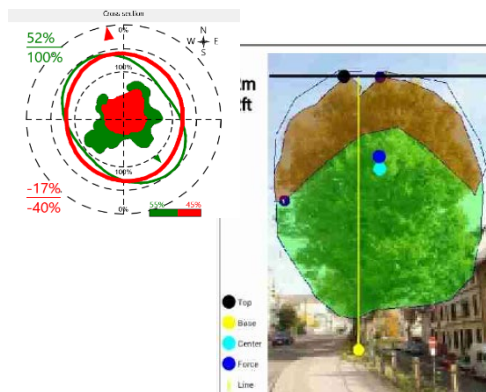 Cross section
52%
100%
0%
N
W E
S
100%
100%
0%
-17%
-40%
55% 45%
m
ft
Top
Base
Center
Force
Line